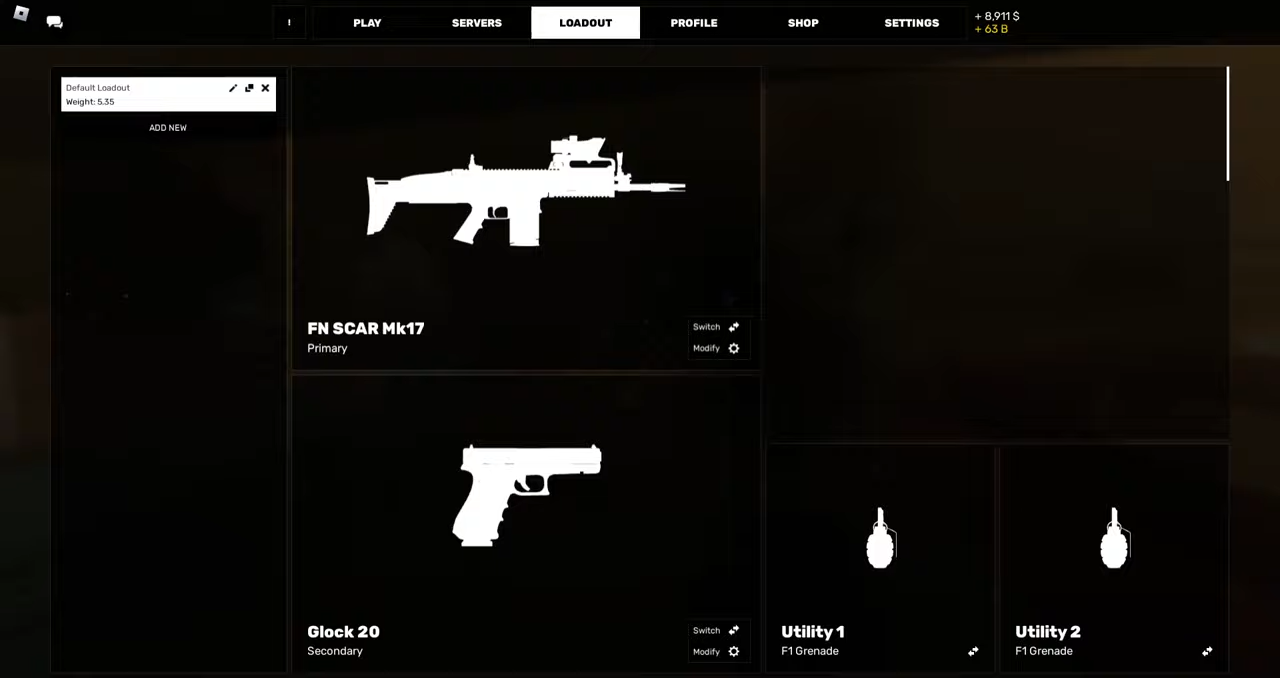 !
PLAY
SERVERS
LOADOUT
PROFILE
SHOP
SETTINGS
+ 8,911 $
+ 63 B
Default Loadout
Weight: 5.35
ADD NEW
FN SCAR Mk17
Primary
Switch
Modify
Glock 20
Secondary
Switch
Modify
Utility 1
F1 Grenade
Utility 2
F1 Grenade